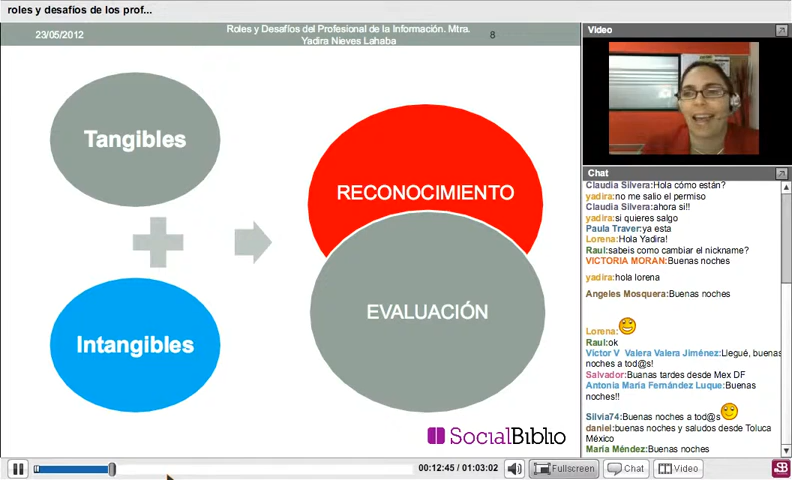 roles y desafíos de los prof...
23/05/2012
Roles y Desafíos del Profesional de la Información. Mtra.
Yadira Nieves Lahaba
8
Tangibles
Intangibles
RECONOCIMIENTO
EVALUACIÓN
SocialBiblio
Video
Chat
Claudia Silvera:Hola cómo están?
yadira:no me salio el permiso
Claudia Silvera:ahora si!!
yadira:si quieres salgo
Paula Traver:ya esta
Lorena:Hola Yadira!
Raul:sabeis como cambiar el nickname?
VICTORIA MORAN:Buenas noches
yadira:hola lorena
Angeles Mosquera:Buenas noches
Lorena:
Raul:ok
Victor V Valera Valera Jiménez:Llegué, buenas
noches a tod@s!
Salvador:Buanas tardes desde Mex DF
Antonia María Fernández Luque:Buenas
noches!!
Silvia74:Buenas noches a tod@s
daniel:buenas noches y saludos desde Toluca
México
María Méndez:Buenas noches
00:12:45 / 01:03:02
Fullscreen
Chat
Video
SB